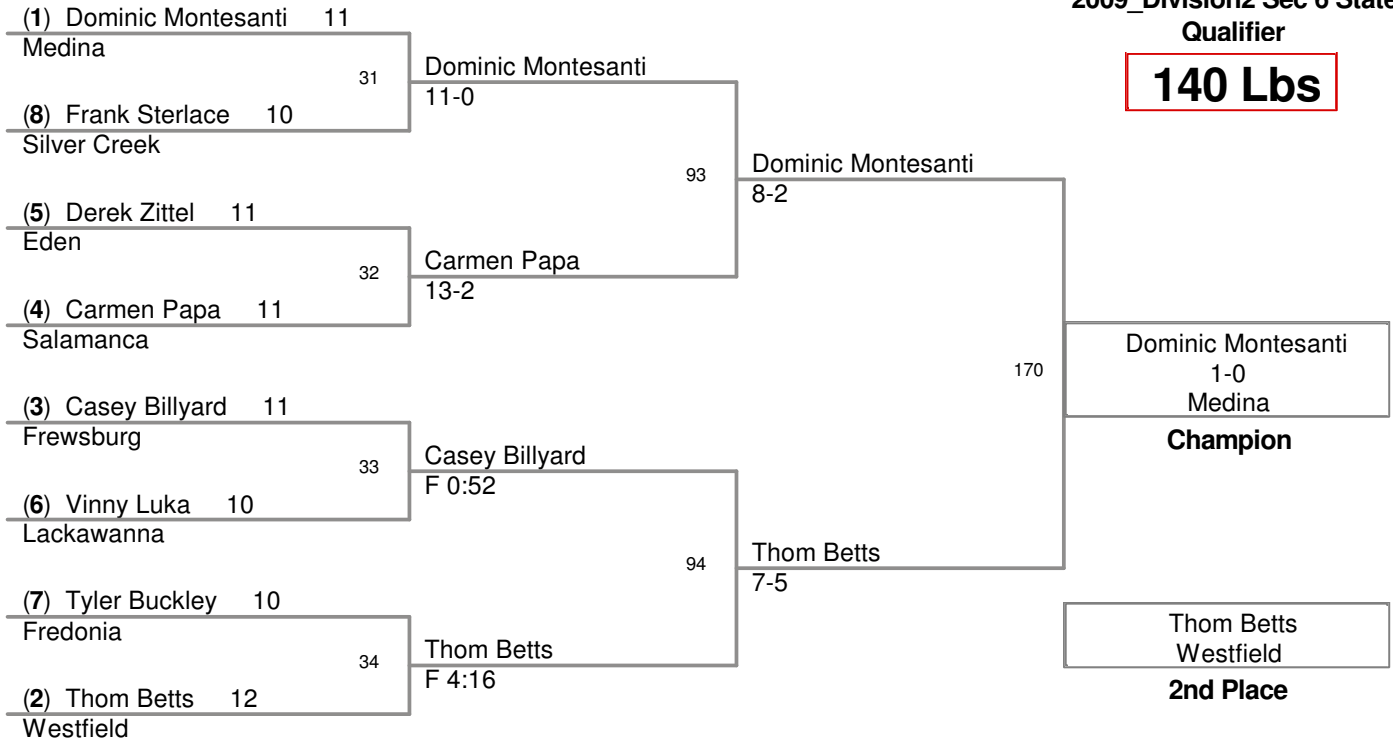 2009_Division2 Sec 6 State
Qualifier
140 Lbs
(1) Dominic Montesanti 11
Medina
31
(8) Frank Sterlace 10
Silver Creek
(5) Derek Zittel 11
Eden
32
(4) Carmen Papa 11
Salamanca
(3) Casey Billyard 11
Frewsburg
33
(6) Vinny Luka 10
Lackawanna
(7) Tyler Buckley 10
Fredonia
34
(2) Thom Betts 12
Westfield
Dominic Montesanti
11-0
93
Carmen Papa
13-2
Casey Billyard
F 0:52
94
Thom Betts
F 4:16
Dominic Montesanti
8-2
170
Thom Betts
7-5
Dominic Montesanti
1-0
Medina
Champion
Thom Betts
Westfield
2nd Place